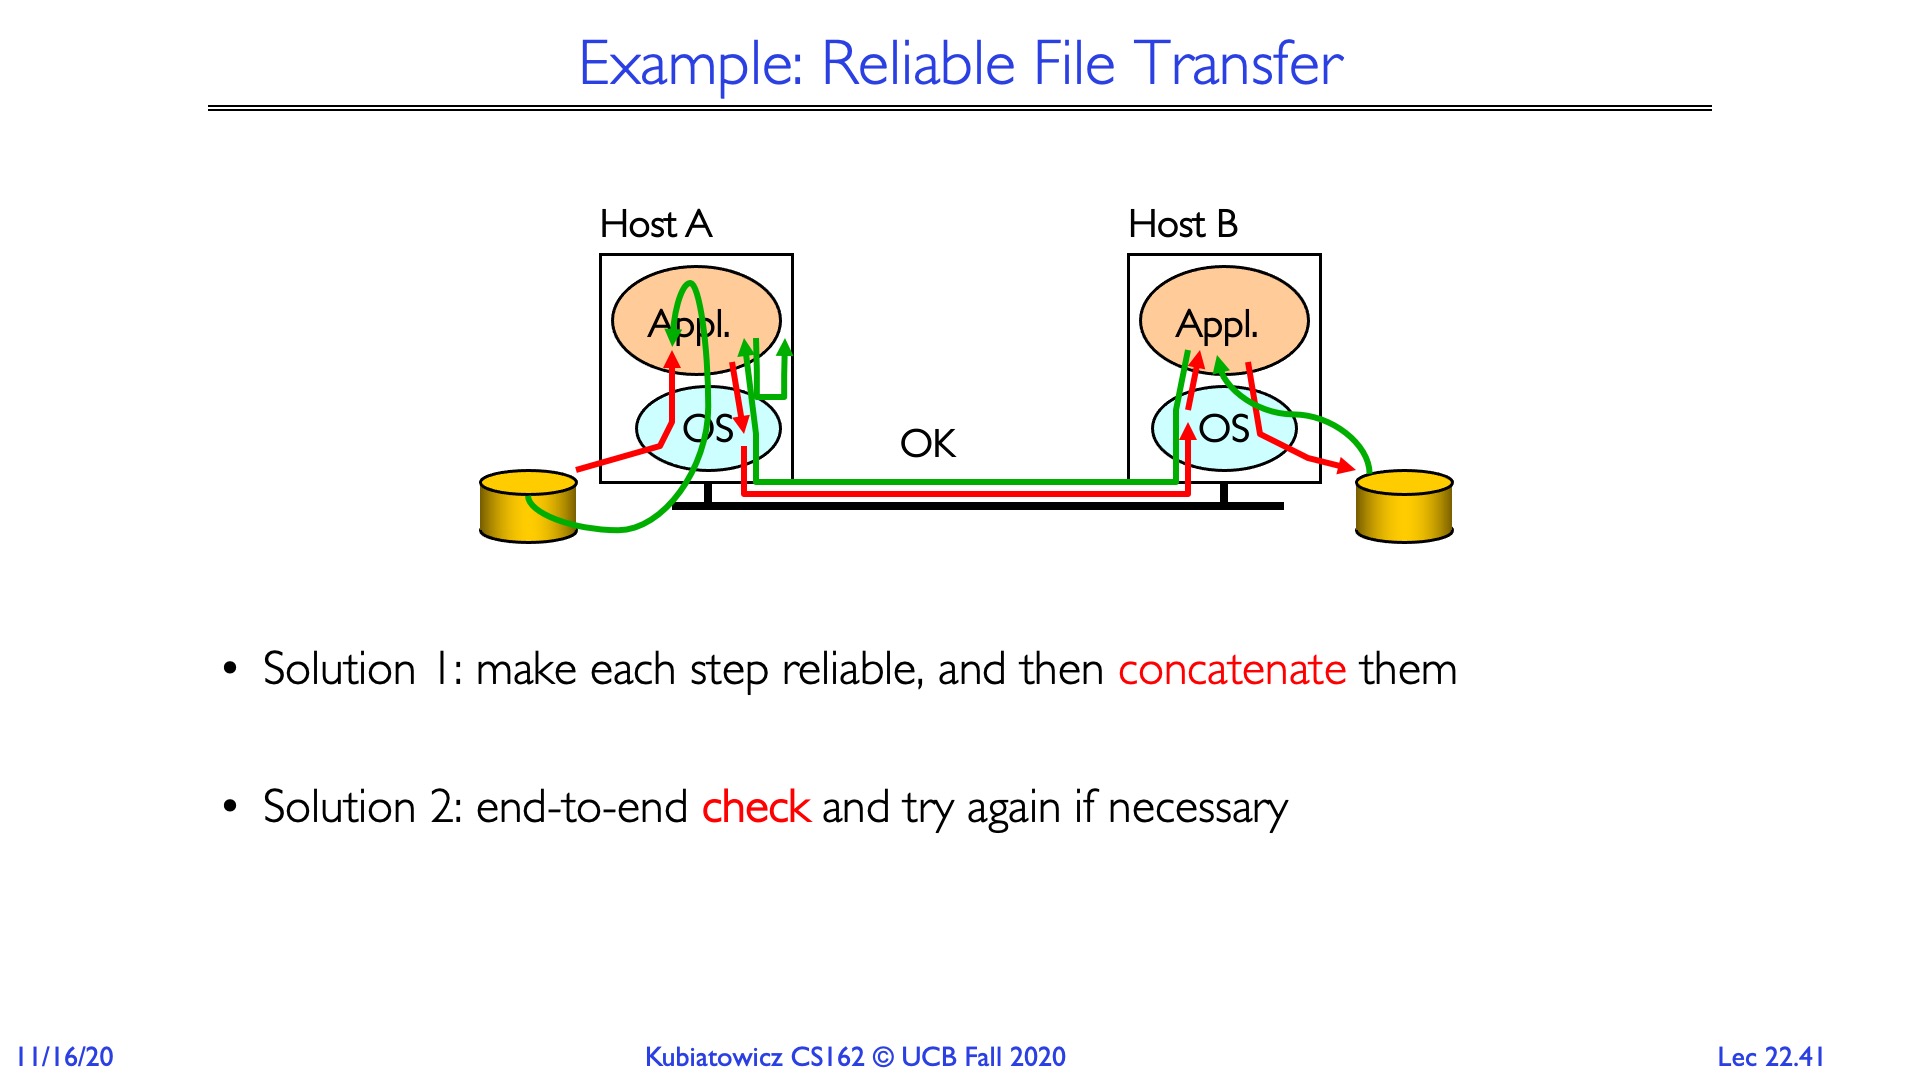 Example: Reliable File Transfer
Host A
Host B
Appl.
Appl.
OS
OS
OK
• Solution 1: make each step reliable, and then concatenate them
• Solution 2: end-to-end check and try again if necessary
11/16/20
Kubiatowicz CS162 © UCB Fall 2020
Lec 22.41